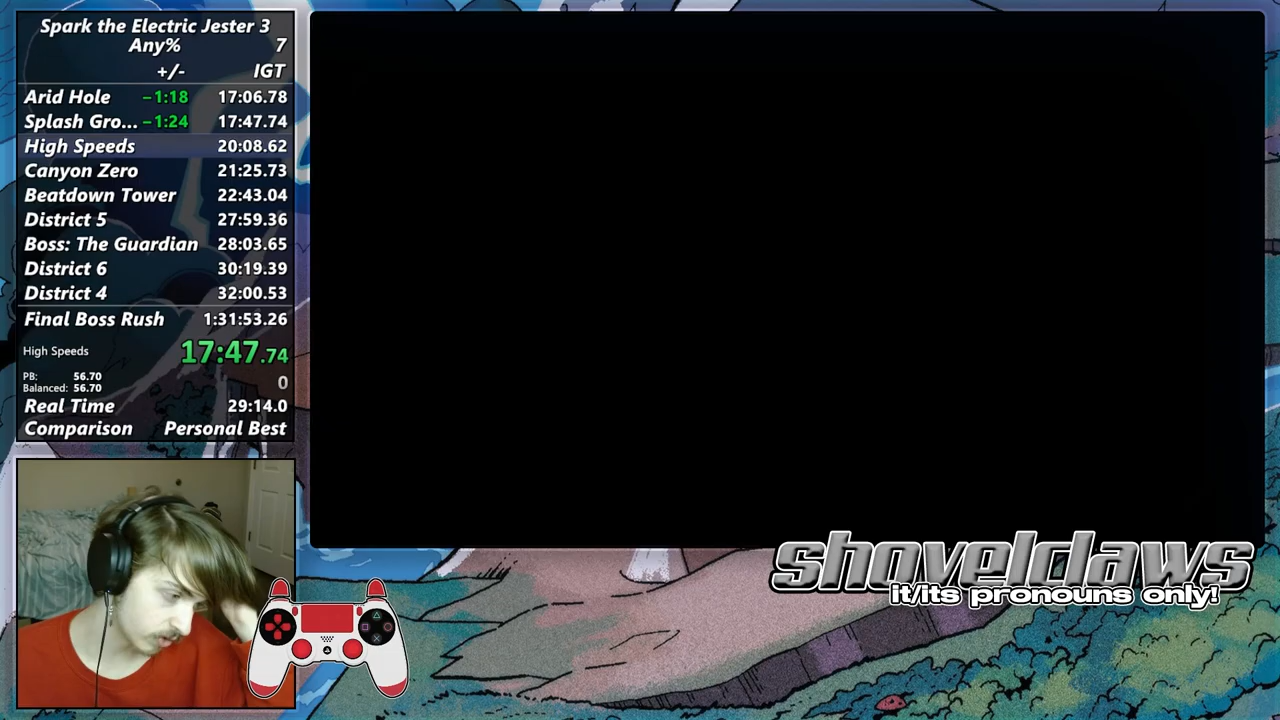 Spark the Electric Jester 3
Any% 7
+/- IGT
Arid Hole −1:18 17:06.78
Splash Gro... −1:24 17:47.74
High Speeds 20:08.62
Canyon Zero 21:25.73
Beatdown Tower 22:43.04
District 5 27:59.36
Boss: The Guardian 28:03.65
District 6 30:19.39
District 4 32:00.53
Final Boss Rush 1:31:53.26
High Speeds 17:47.74
PB: 56.70
Balanced: 56.70 0
Real Time 29:14.0
Comparison Personal Best
shovelclaws
it/its pronouns only!